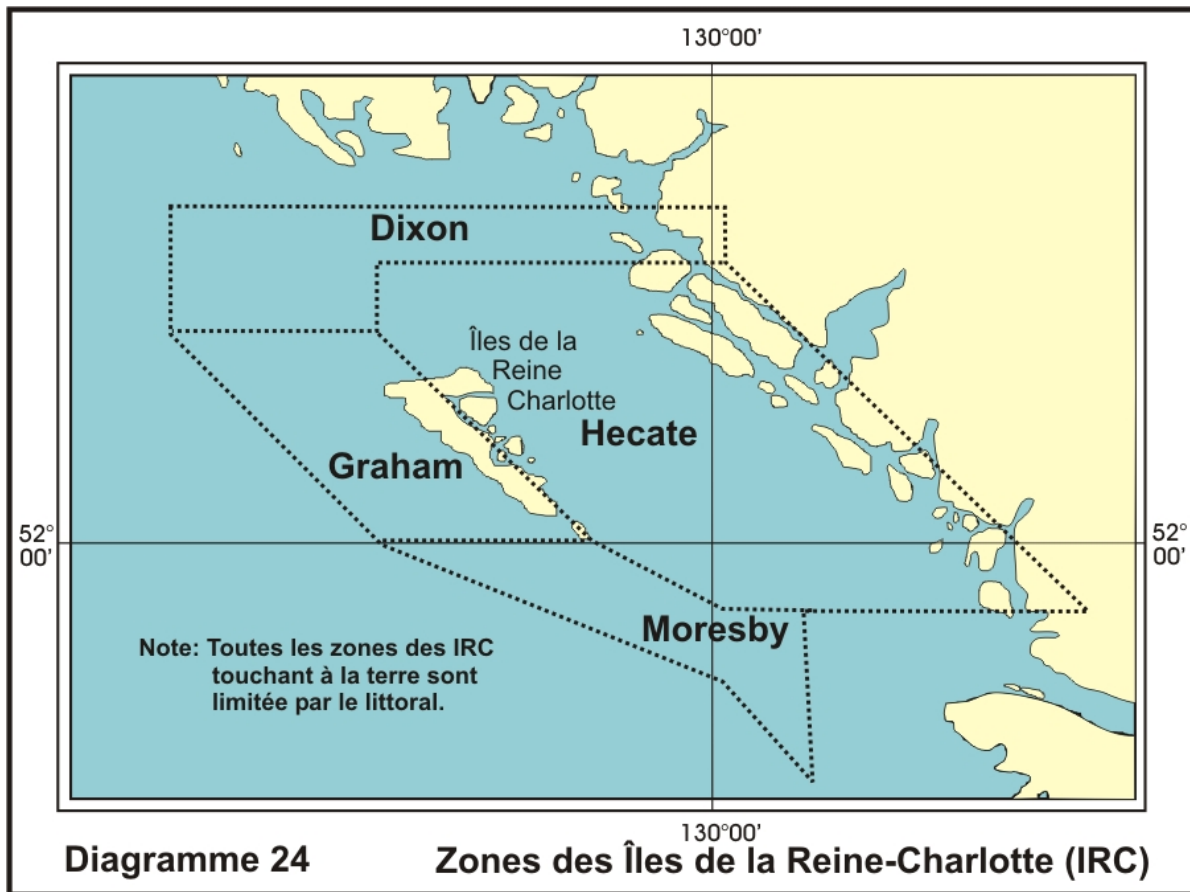 130°00'
Dixon
Îles de la
Reine
Charlotte
Hecate
Graham
52°
00'
52°
00'
Moresby
Note: Toutes les zones des IRC
touchant à la terre sont
limitée par le littoral.
130°00'
Diagramme 24
Zones des Îles de la Reine-Charlotte (IRC)